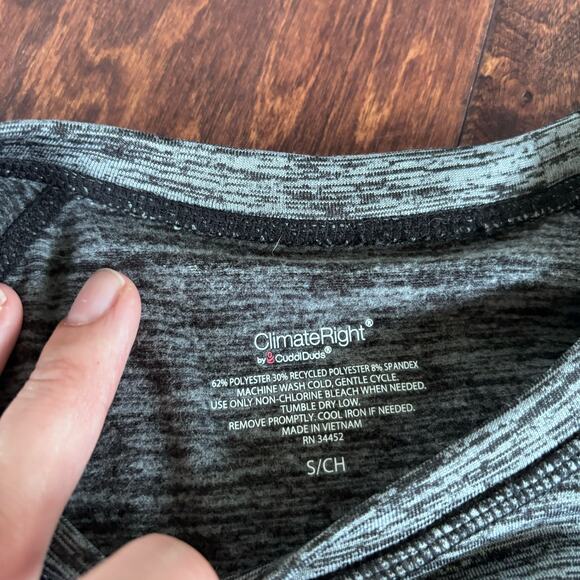 ClimateRight®
by CuddlDuds®
62% POLYESTER 30% RECYCLED POLYESTER 8% SPANDEX
MACHINE WASH COLD, GENTLE CYCLE.
USE ONLY NON-CHLORINE BLEACH WHEN NEEDED.
TUMBLE DRY LOW.
REMOVE PROMPTLY. COOL IRON IF NEEDED.
MADE IN VIETNAM
RN 34452
S/CH